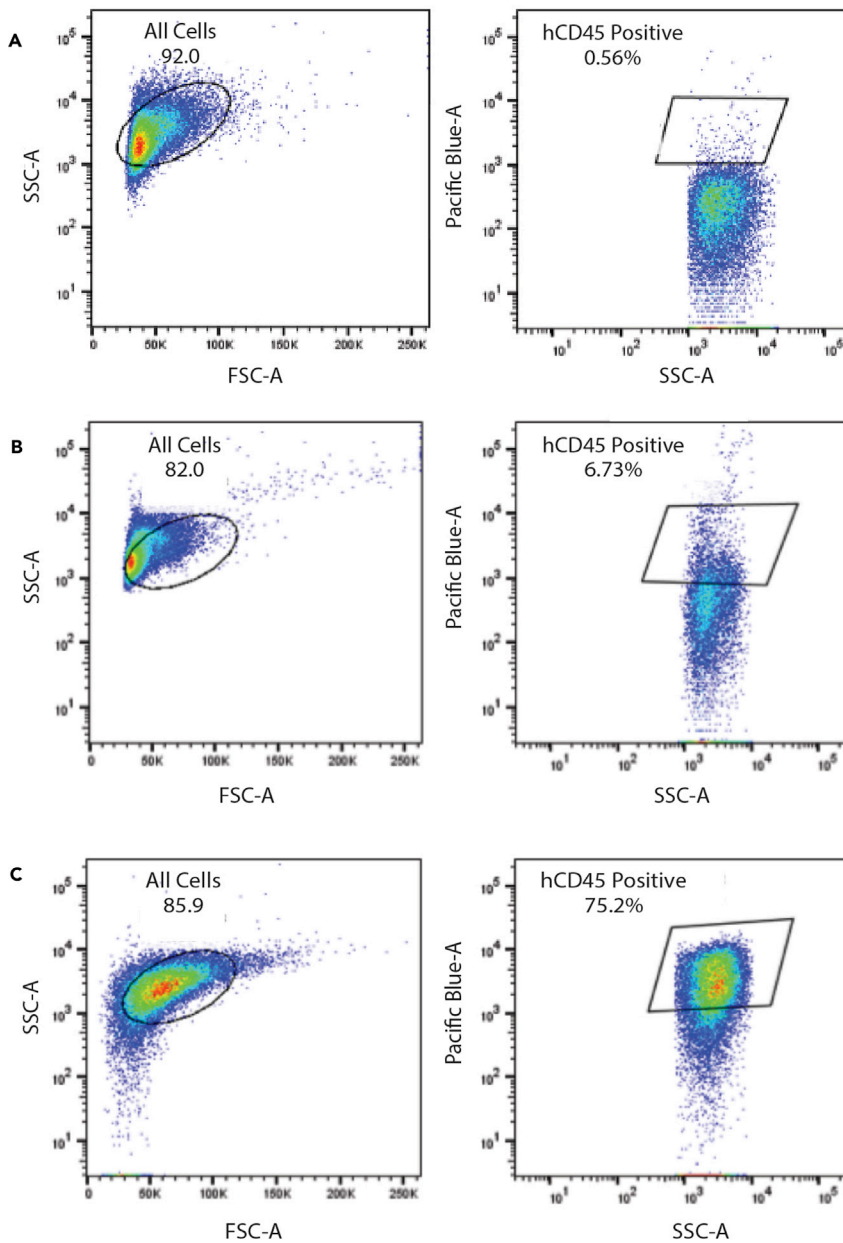 A
All Cells
92.0
SSC-A
10^5
10^4
10^3
10^2
10^1
0 50K 100K 150K 200K 250K
FSC-A
hCD45 Positive
0.56%
Pacific Blue-A
10^5
10^4
10^3
10^2
10^1
10^1 10^2 10^3 10^4 10^5
SSC-A
B
All Cells
82.0
SSC-A
10^5
10^4
10^3
10^2
10^1
0 50K 100K 150K 200K 250K
FSC-A
hCD45 Positive
6.73%
Pacific Blue-A
10^5
10^4
10^3
10^2
10^1
10^1 10^2 10^3 10^4 10^5
SSC-A
C
All Cells
85.9
SSC-A
10^5
10^4
10^3
10^2
10^1
0 50K 100K 150K 200K 250K
FSC-A
hCD45 Positive
75.2%
Pacific Blue-A
10^5
10^4
10^3
10^2
10^1
10^1 10^2 10^3 10^4 10^5
SSC-A